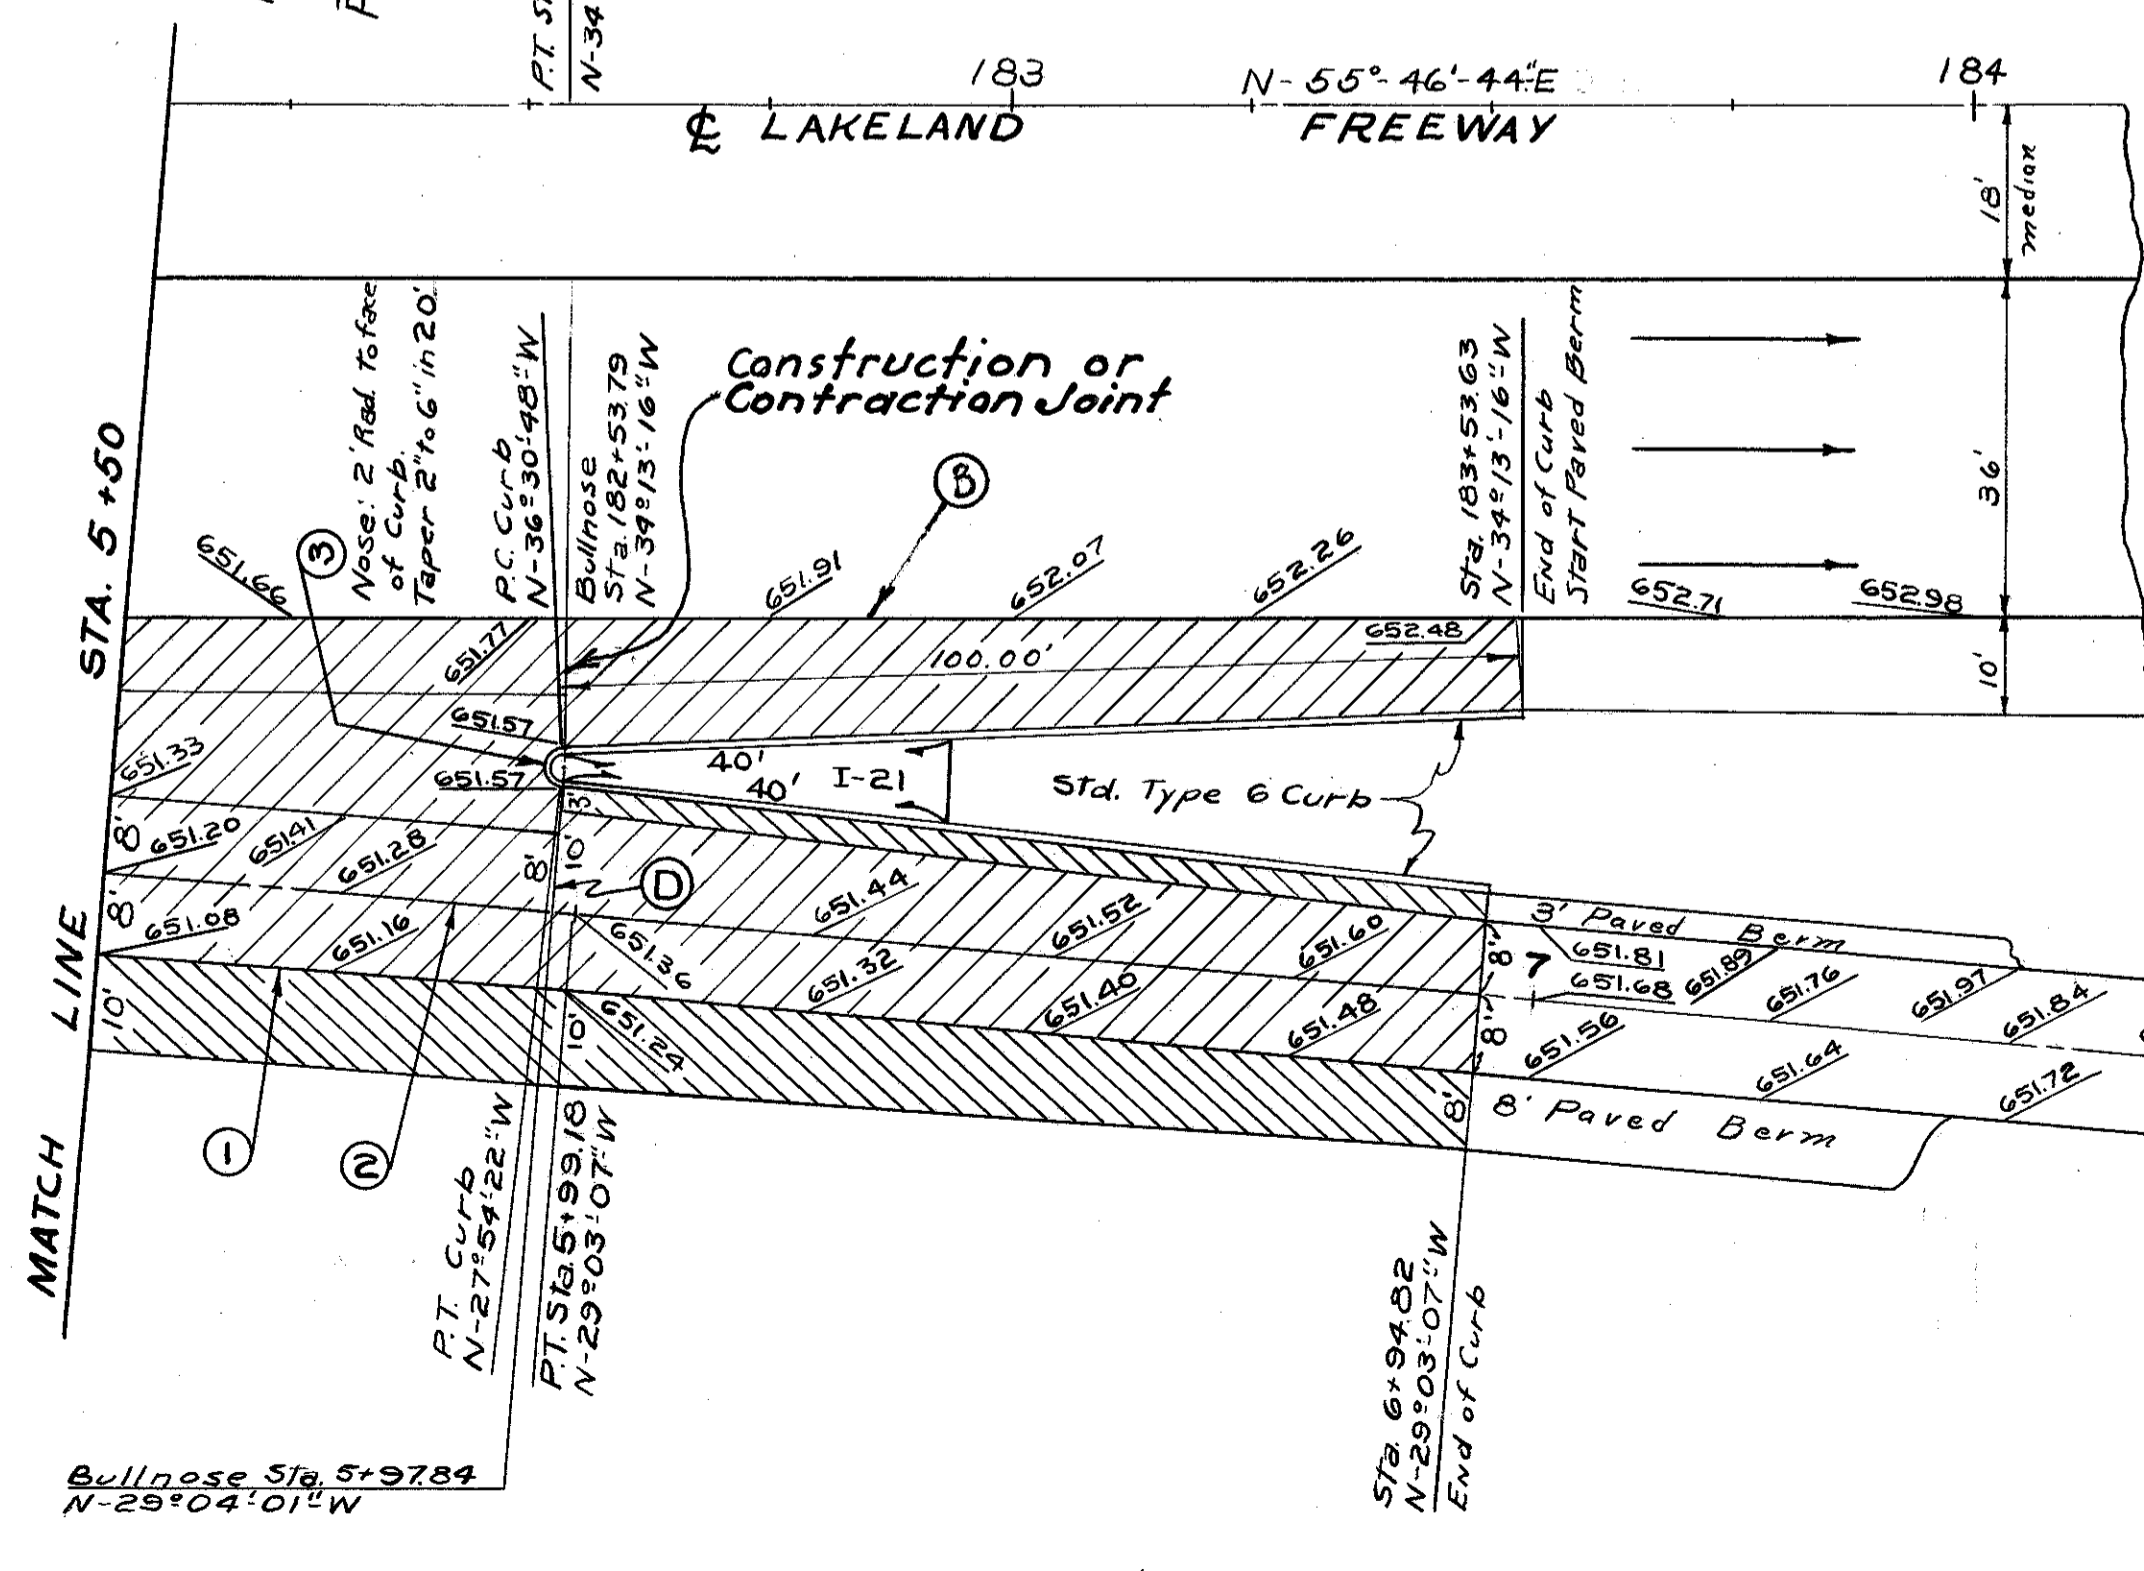 P.T. S
N-34
183
N-55°-46'-44"E
184
℄ LAKELAND FREEWAY
18'
median
Nose: 2' Rad. to face
of Curb.
Taper 2" to 6" in 20'
P.C. Curb
N-36°30'-48"W
Bullnose
Sta. 182+53.79
N-34°13'-16"W
Construction or
Contraction Joint
Sta. 183+53.63
N-34°13'-16"W
End of Curb
Start Paved Berm
36'
STA. 5+50
3
B
651.66
651.91
652.07
652.26
652.71
652.98
651.77
652.48
100.00'
10'
651.57
651.33
651.57
40'
40'
I-21
Std. Type 6 Curb
3'
8'
651.20
651.41
651.28
8'
10'
D
651.44
651.52
651.60
3' Paved Berm
8'
651.08
651.16
651.36
651.32
651.40
651.48
8'
7
651.81
651.68
651.89
651.76
651.97
651.84
8'
651.56
651.64
651.72
10'
10'
651.24
8'
8' Paved Berm
MATCH LINE
1
2
P.T. Curb
N-27°54'-22"W
P.T. Sta. 5+99.18
N-29°03'-07"W
Sta. 6+94.82
N-29°03'-07"W
End of Curb
Bullnose Sta. 5+97.84
N-29°04'-01"W